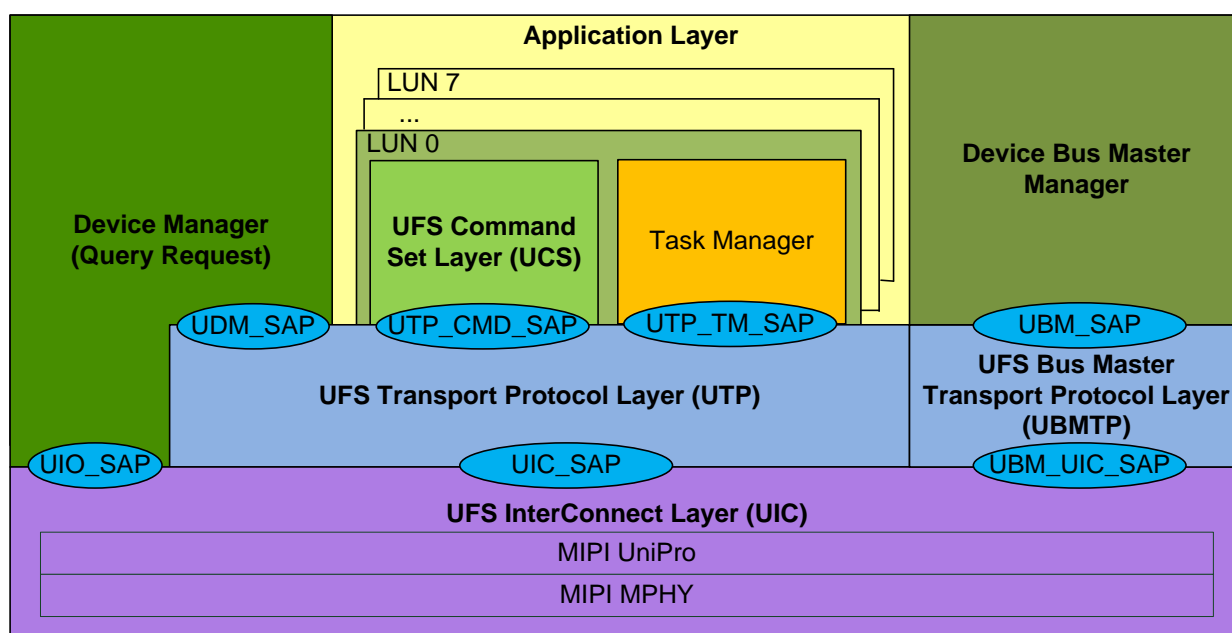 Application Layer
LUN 7
...
LUN 0
Device Manager
(Query Request)
UFS Command
Set Layer (UCS)
Task Manager
Device Bus Master
Manager
UDM_SAP
UTP_CMD_SAP
UTP_TM_SAP
UBM_SAP
UFS Transport Protocol Layer (UTP)
UFS Bus Master
Transport Protocol Layer
(UBMTP)
UIO_SAP
UIC_SAP
UBM_UIC_SAP
UFS InterConnect Layer (UIC)
MIPI UniPro
MIPI MPHY